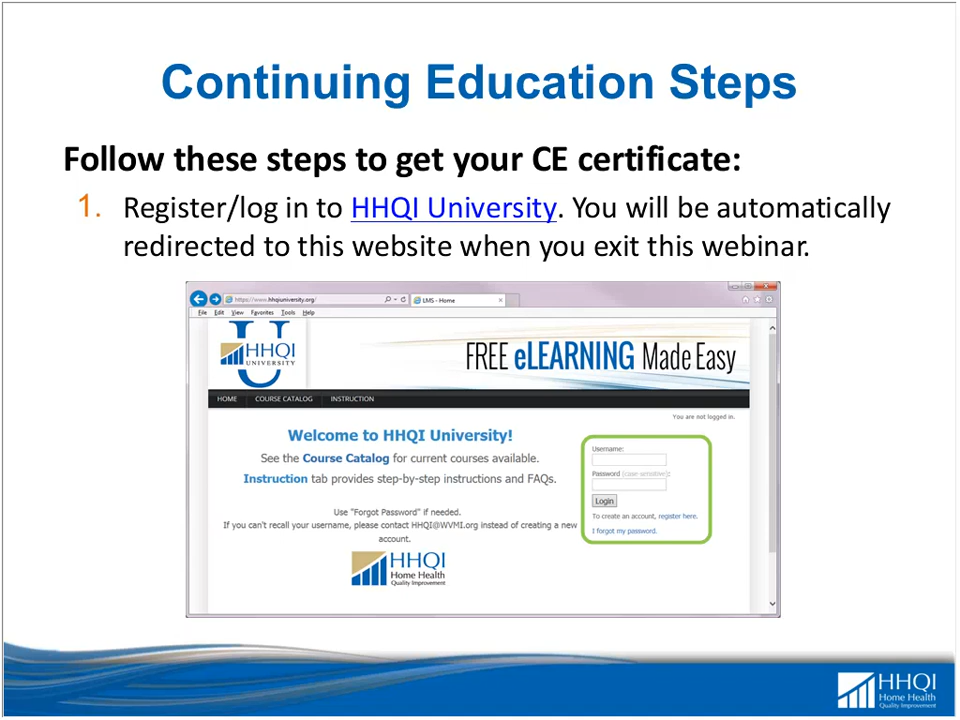 Continuing Education Steps
Follow these steps to get your CE certificate:
1. Register/log in to HHQI University. You will be automatically
redirected to this website when you exit this webinar.
https://www.hhqiuniversity.org/
LMS - Home
File Edit View Favorites Tools Help
U
HHQI
UNIVERSITY
FREE eLEARNING Made Easy
HOME COURSE CATALOG INSTRUCTION
You are not logged in.
Welcome to HHQI University!
See the Course Catalog for current courses available.
Instruction tab provides step-by-step instructions and FAQs.
Username:
Password (case-sensitive):
Login
To create an account, register here.
I forgot my password.
Use "Forgot Password" if needed.
If you can't recall your username, please contact HHQI@WVMI.org instead of creating a new
account.
HHQI
Home Health
Quality Improvement
HHQI
Home Health
Quality Improvement